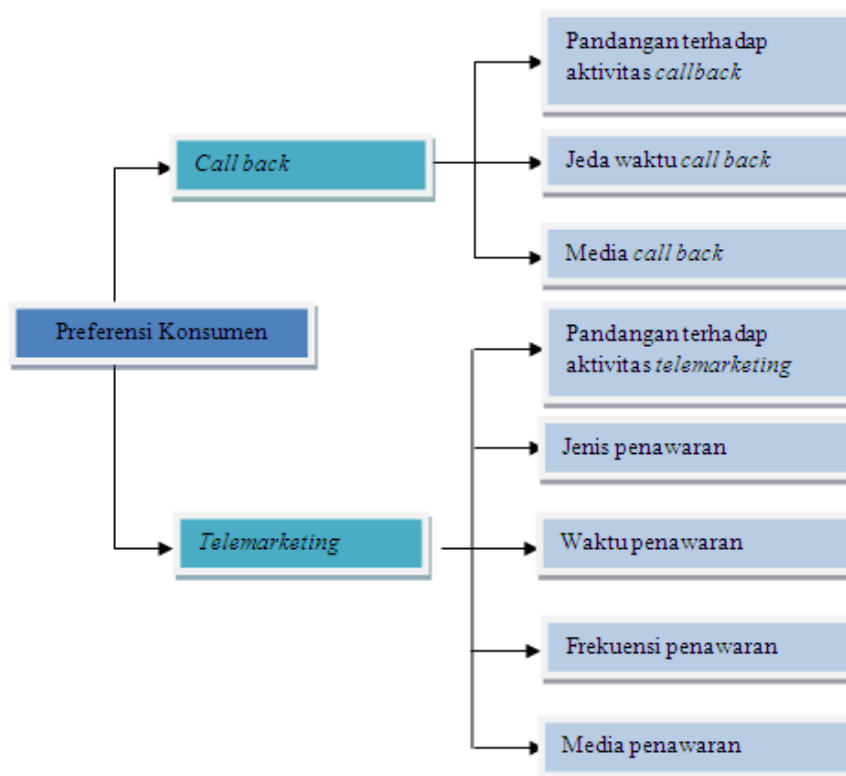 Pandangan terhadap
aktivitas callback
Call back
Jeda waktu call back
Media call back
Preferensi Konsumen
Pandangan terhadap
aktivitas telemarketing
Jenis penawaran
Telemarketing
Waktu penawaran
Frekuensi penawaran
Media penawaran